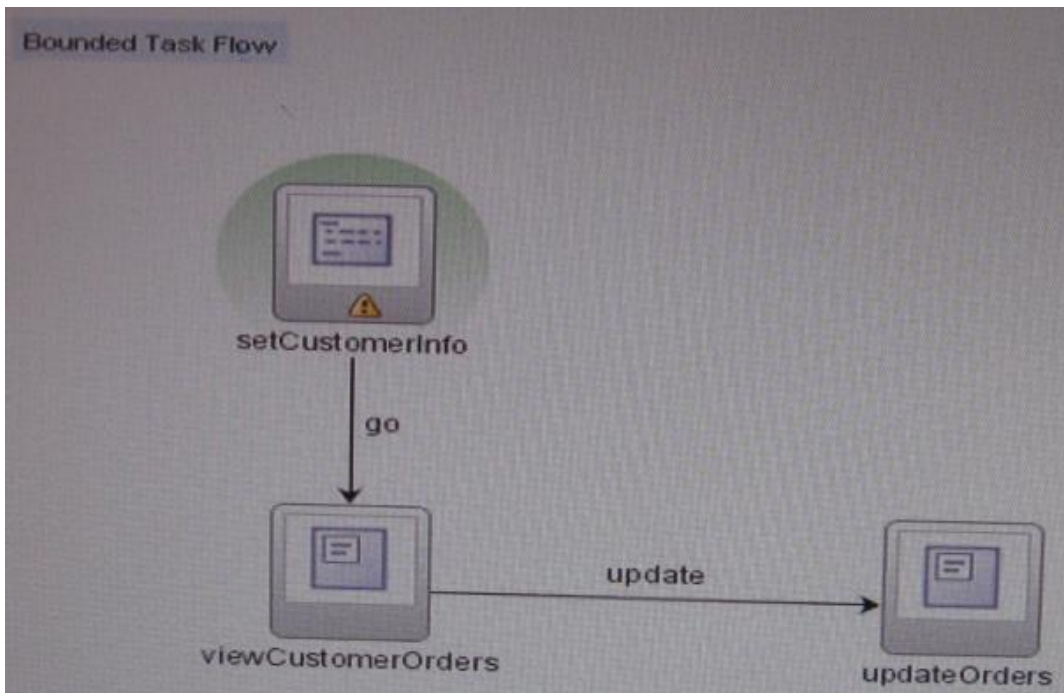 Bounded Task Flow
setCustomerInfo
go
update
viewCustomerOrders
updateOrders